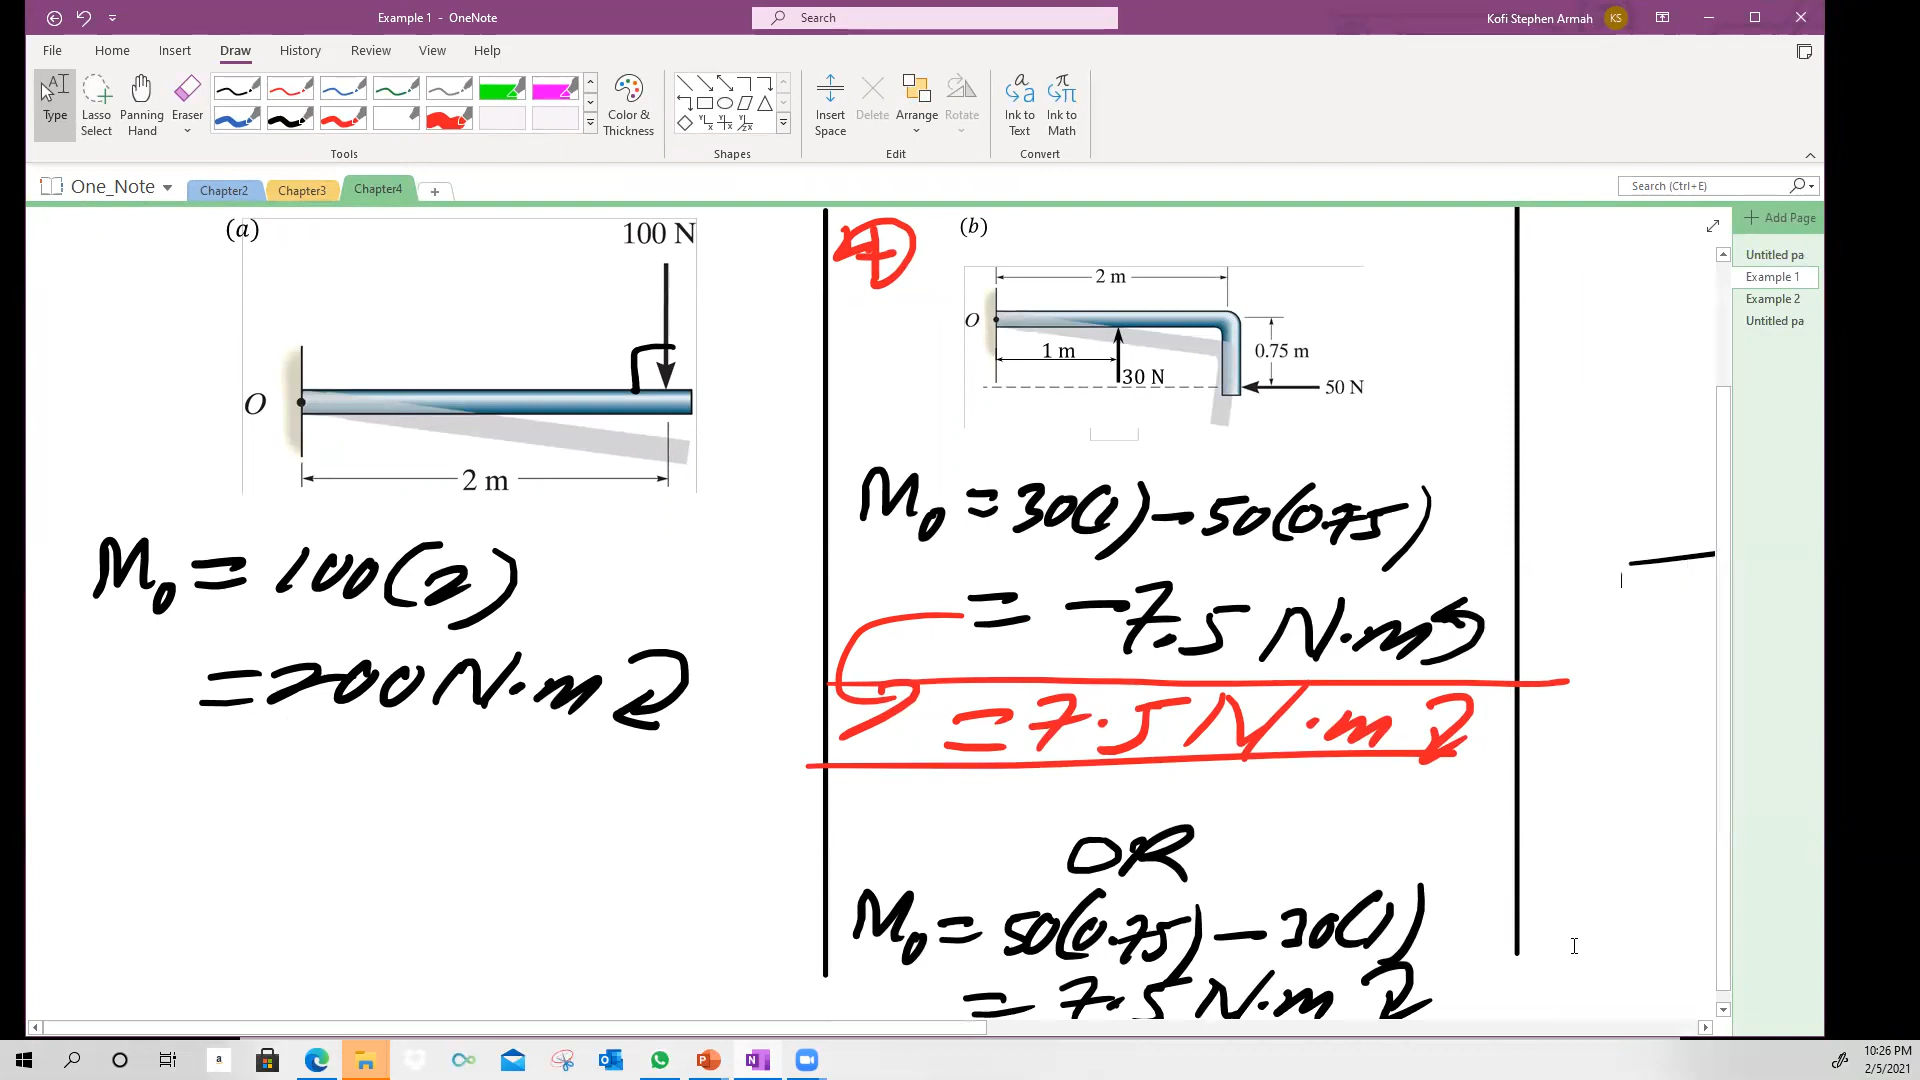 Example 1 - OneNote
Search
Kofi Stephen Armah
KS
File Home Insert Draw History Review View Help
Type
Lasso Select
Panning Hand
Eraser
Color & Thickness
Insert Space
Delete
Arrange
Rotate
Ink to Text
Ink to Math
Tools
Shapes
Edit
Convert
One_Note
Chapter2
Chapter3
Chapter4
Search (Ctrl+E)
Add Page
Untitled pa
Example 1
Example 2
Untitled pa
(a)
100 N
O
2 m
M₀ = 100(2)
= 200 N·m ↻
+
(b)
2 m
O
1 m
0.75 m
30 N
50 N
M₀ = 30(1) - 50(0.75)
= -7.5 N·m ↺
= 7.5 N·m ↻
OR
M₀ = 50(0.75) - 30(1)
= 7.5 N·m ↻
a
10:26 PM
2/5/2021